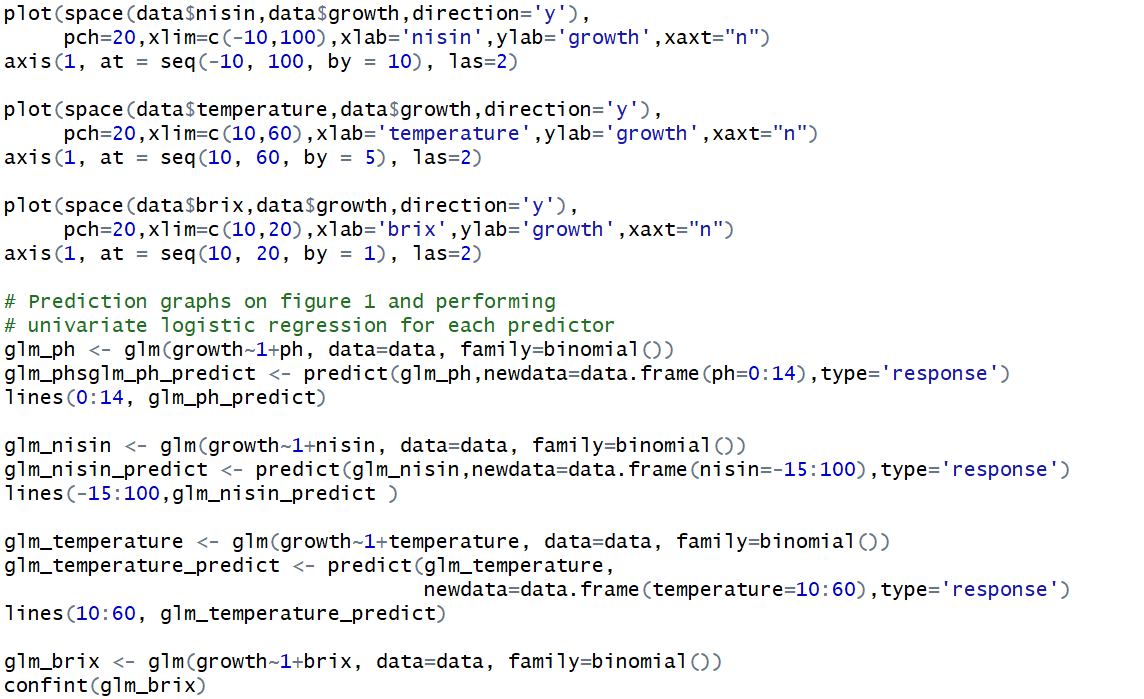 plot(space(data$nisin,data$growth,direction='y'),
     pch=20,xlim=c(-10,100),xlab='nisin',ylab='growth',xaxt="n")
axis(1, at = seq(-10, 100, by = 10), las=2)

plot(space(data$temperature,data$growth,direction='y'),
     pch=20,xlim=c(10,60),xlab='temperature',ylab='growth',xaxt="n")
axis(1, at = seq(10, 60, by = 5), las=2)

plot(space(data$brix,data$growth,direction='y'),
     pch=20,xlim=c(10,20),xlab='brix',ylab='growth',xaxt="n")
axis(1, at = seq(10, 20, by = 1), las=2)

# Prediction graphs on figure 1 and performing
# univariate logistic regression for each predictor
glm_ph <- glm(growth~1+ph, data=data, family=binomial())
glm_phsglm_ph_predict <- predict(glm_ph,newdata=data.frame(ph=0:14),type='response')
lines(0:14, glm_ph_predict)

glm_nisin <- glm(growth~1+nisin, data=data, family=binomial())
glm_nisin_predict <- predict(glm_nisin,newdata=data.frame(nisin=-15:100),type='response')
lines(-15:100,glm_nisin_predict )

glm_temperature <- glm(growth~1+temperature, data=data, family=binomial())
glm_temperature_predict <- predict(glm_temperature,
                                   newdata=data.frame(temperature=10:60),type='response')
lines(10:60, glm_temperature_predict)

glm_brix <- glm(growth~1+brix, data=data, family=binomial())
confint(glm_brix)